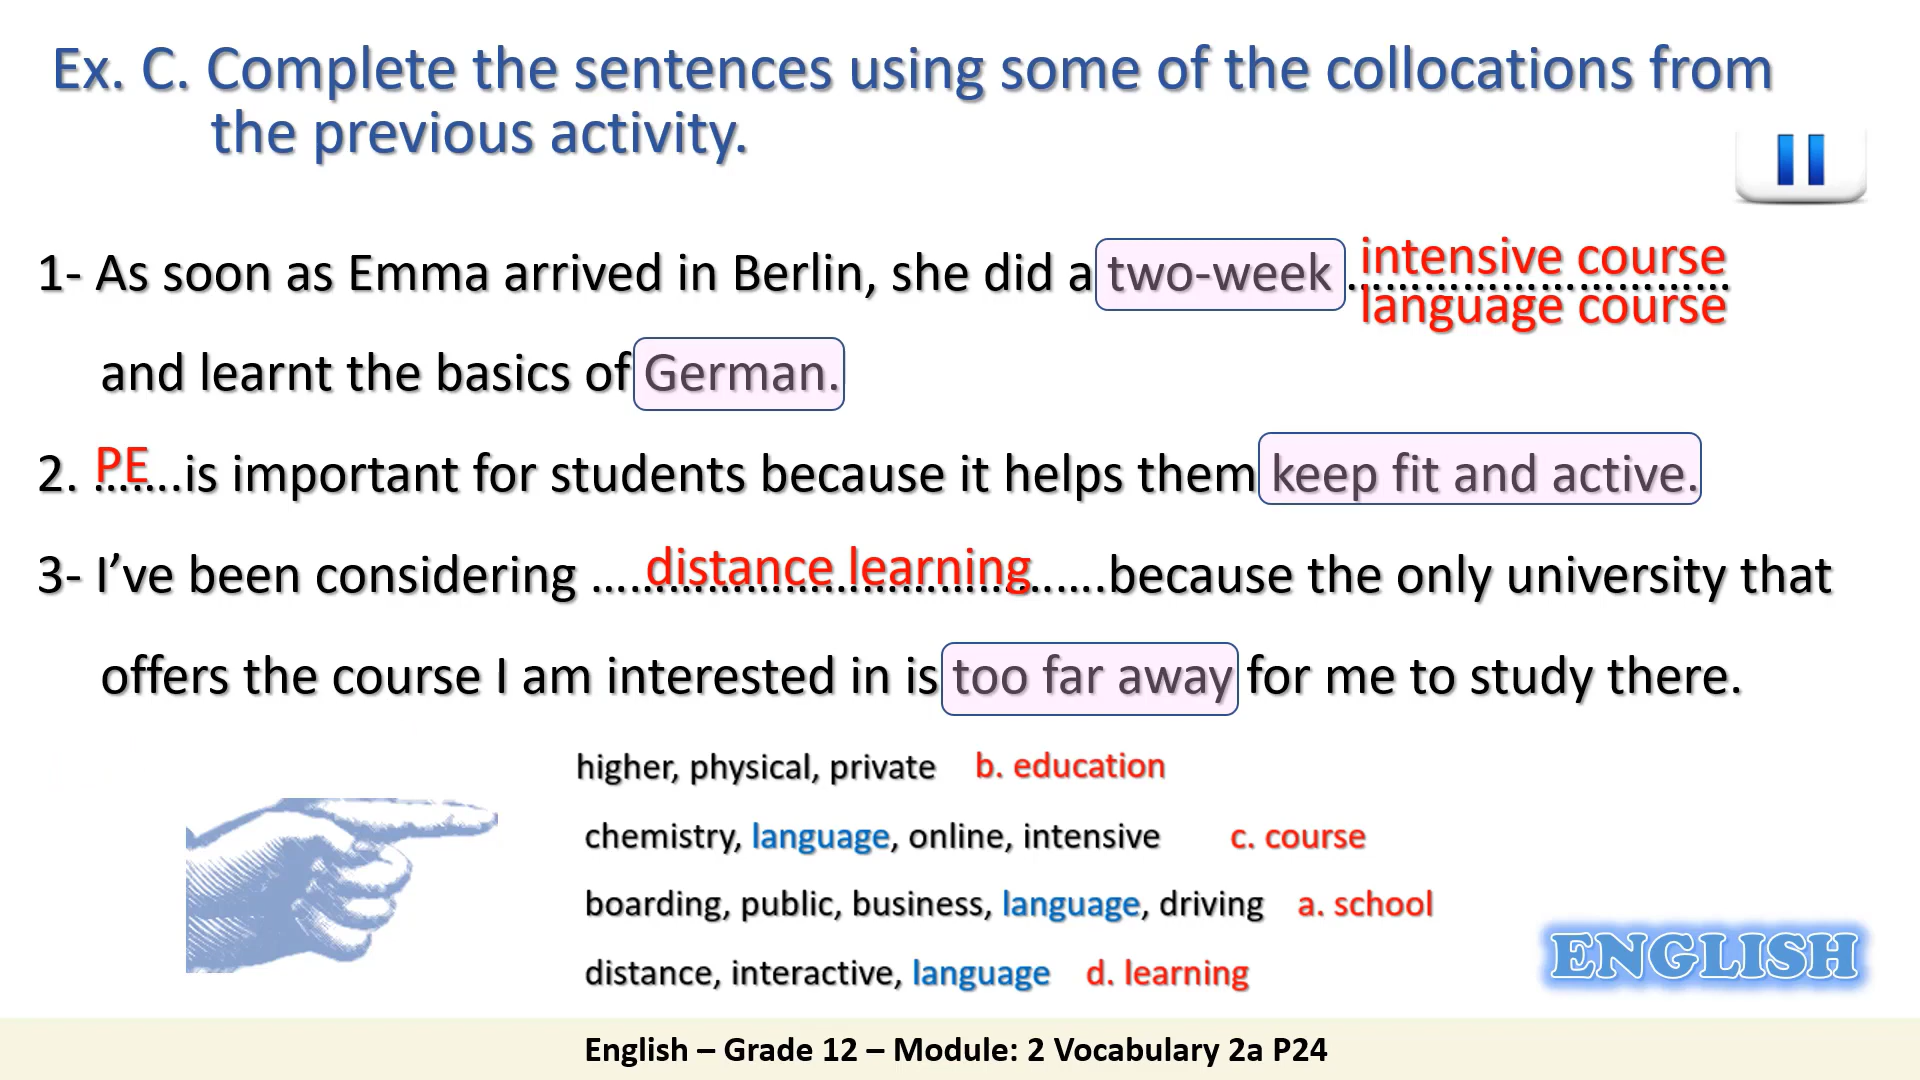 Ex. C. Complete the sentences using some of the collocations from
the previous activity.
1- As soon as Emma arrived in Berlin, she did a two-week .............................. intensive course
language course
and learnt the basics of German.
2. PE .......is important for students because it helps them keep fit and active.
3- I’ve been considering ....distance learning.......because the only university that
offers the course I am interested in is too far away for me to study there.
higher, physical, private b. education
chemistry, language, online, intensive c. course
boarding, public, business, language, driving a. school
distance, interactive, language d. learning
ENGLISH
English – Grade 12 – Module: 2 Vocabulary 2a P24